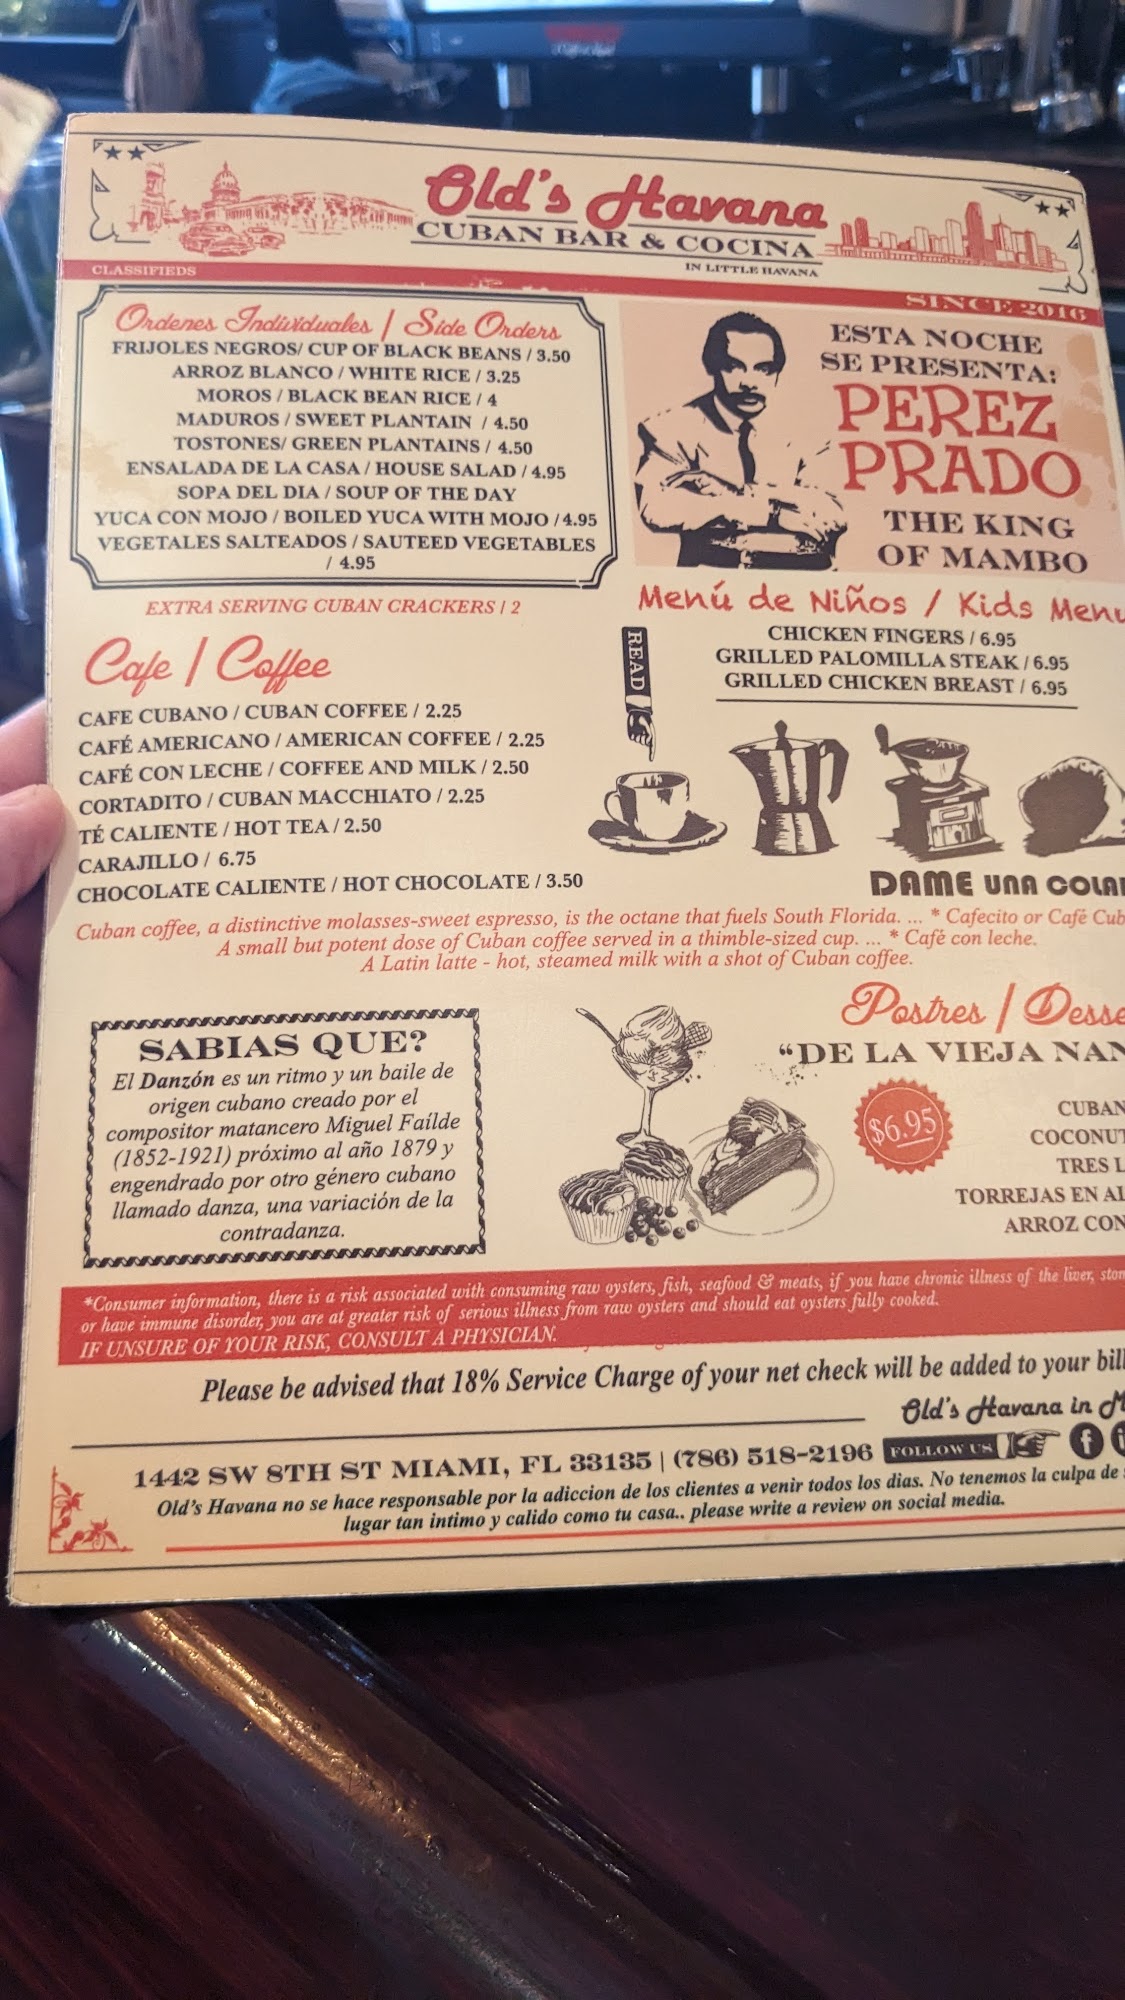 Old's Havana
CUBAN BAR & COCINA
IN LITTLE HAVANA
CLASSIFIEDS
SINCE 2016
Ordenes Individuales / Side Orders
FRIJOLES NEGROS/ CUP OF BLACK BEANS / 3.50
ARROZ BLANCO / WHITE RICE / 3.25
MOROS / BLACK BEAN RICE / 4
MADUROS / SWEET PLANTAIN / 4.50
TOSTONES/ GREEN PLANTAINS / 4.50
ENSALADA DE LA CASA / HOUSE SALAD / 4.95
SOPA DEL DIA / SOUP OF THE DAY
YUCA CON MOJO / BOILED YUCA WITH MOJO / 4.95
VEGETALES SALTEADOS / SAUTEED VEGETABLES
/ 4.95
EXTRA SERVING CUBAN CRACKERS / 2
ESTA NOCHE
SE PRESENTA:
PEREZ
PRADO
THE KING
OF MAMBO
Menú de Niños / Kids Menu
CHICKEN FINGERS / 6.95
GRILLED PALOMILLA STEAK / 6.95
GRILLED CHICKEN BREAST / 6.95
READ
Cafe / Coffee
CAFE CUBANO / CUBAN COFFEE / 2.25
CAFÉ AMERICANO / AMERICAN COFFEE / 2.25
CAFÉ CON LECHE / COFFEE AND MILK / 2.50
CORTADITO / CUBAN MACCHIATO / 2.25
TÉ CALIENTE / HOT TEA / 2.50
CARAJILLO / 6.75
CHOCOLATE CALIENTE / HOT CHOCOLATE / 3.50
DAME UNA COLA
Cuban coffee, a distinctive molasses-sweet espresso, is the octane that fuels South Florida. ... * Cafecito or Café Cub
A small but potent dose of Cuban coffee served in a thimble-sized cup. ... * Café con leche.
A Latin latte - hot, steamed milk with a shot of Cuban coffee.
SABIAS QUE?
El Danzón es un ritmo y un baile de
origen cubano creado por el
compositor matancero Miguel Faílde
(1852-1921) próximo al año 1879 y
engendrado por otro género cubano
llamado danza, una variación de la
contradanza.
Postres / Desse
"DE LA VIEJA NAN
$6.95
CUBAN
COCONUT
TRES L
TORREJAS EN AL
ARROZ CON
*Consumer information, there is a risk associated with consuming raw oysters, fish, seafood & meats, if you have chronic illness of the liver, stom
or have immune disorder, you are at greater risk of serious illness from raw oysters and should eat oysters fully cooked.
IF UNSURE OF YOUR RISK, CONSULT A PHYSICIAN.
Please be advised that 18% Service Charge of your net check will be added to your bill
Old's Havana in M
1442 SW 8TH ST MIAMI, FL 33135 | (786) 518-2196 FOLLOW US
Old's Havana no se hace responsable por la adiccion de los clientes a venir todos los dias. No tenemos la culpa de
lugar tan intimo y calido como tu casa.. please write a review on social media.